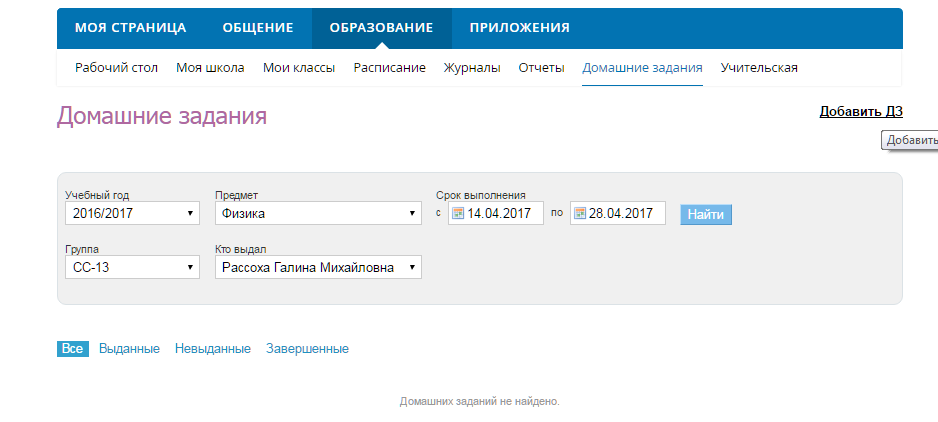 МОЯ СТРАНИЦА ОБЩЕНИЕ ОБРАЗОВАНИЕ ПРИЛОЖЕНИЯ
Рабочий стол Моя школа Мои классы Расписание Журналы Отчеты Домашние задания Учительская
Домашние задания
Добавить ДЗ
Добавить
Учебный год Предмет Срок выполнения
2016/2017 Физика с 14.04.2017 по 28.04.2017 Найти
Группа Кто выдал
СС-13 Рассоха Галина Михайловна
Все Выданные Невыданные Завершенные
Домашних заданий не найдено.